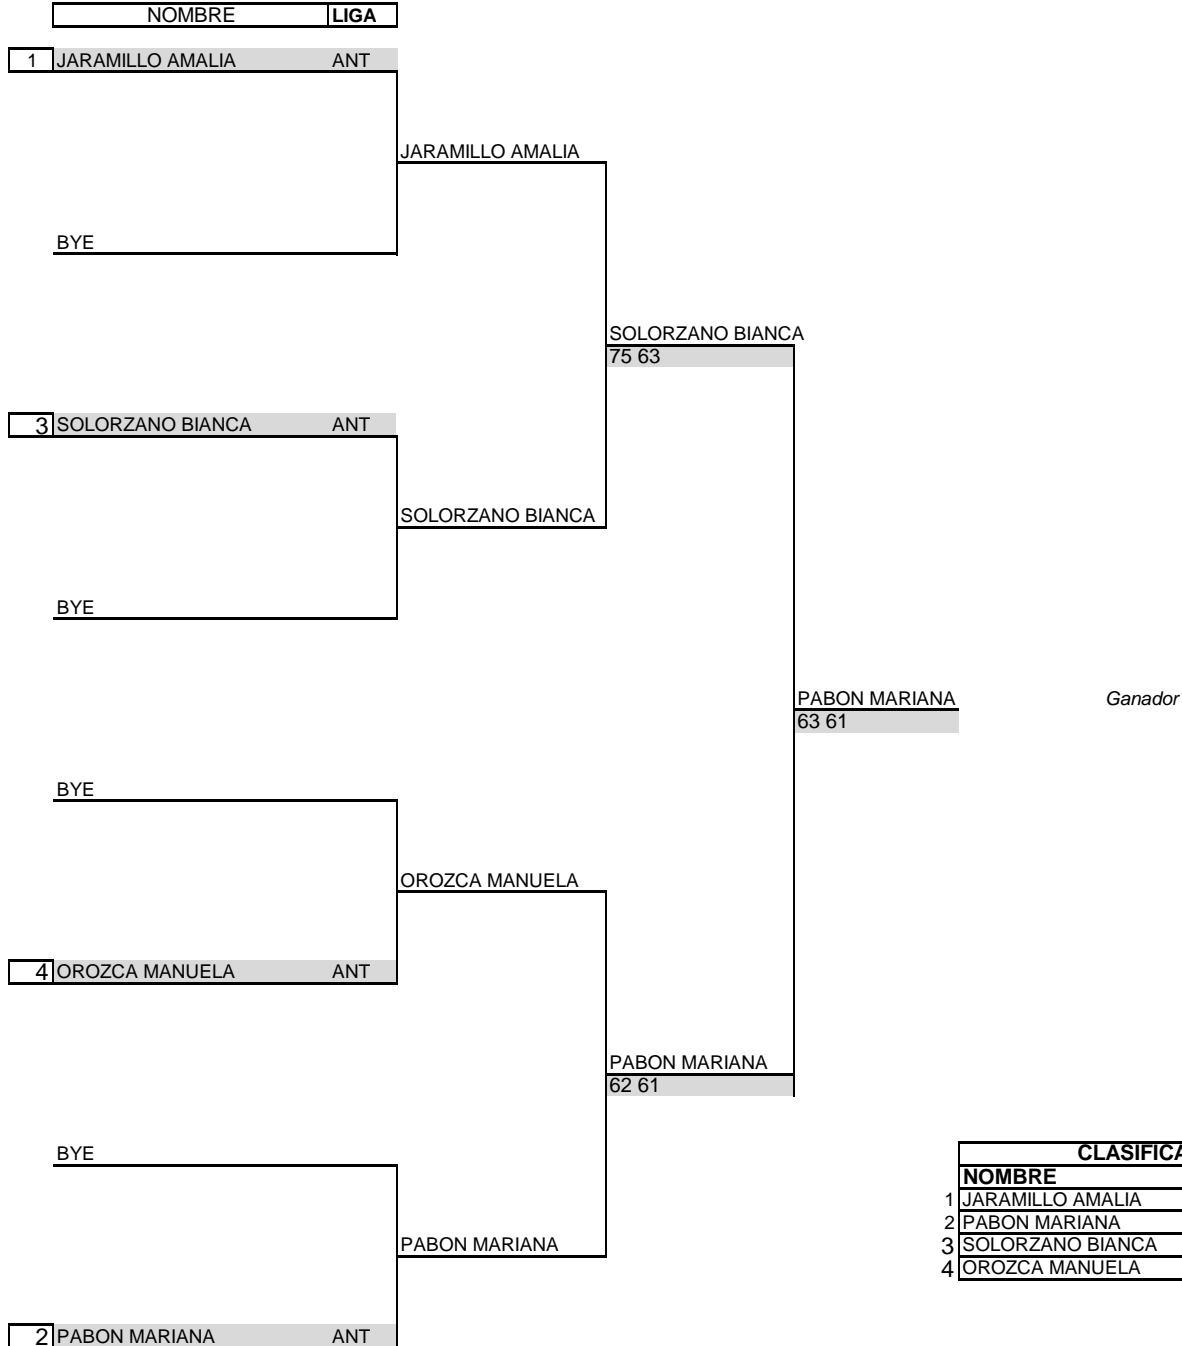 NOMBRE LIGA
1 JARAMILLO AMALIA ANT
JARAMILLO AMALIA
BYE
SOLORZANO BIANCA
75 63
3 SOLORZANO BIANCA ANT
SOLORZANO BIANCA
BYE
PABON MARIANA Ganador
63 61
BYE
OROZCA MANUELA
4 OROZCA MANUELA ANT
PABON MARIANA
62 61
BYE
CLASIFICA
NOMBRE
1 JARAMILLO AMALIA
2 PABON MARIANA
PABON MARIANA
3 SOLORZANO BIANCA
4 OROZCA MANUELA
2 PABON MARIANA ANT